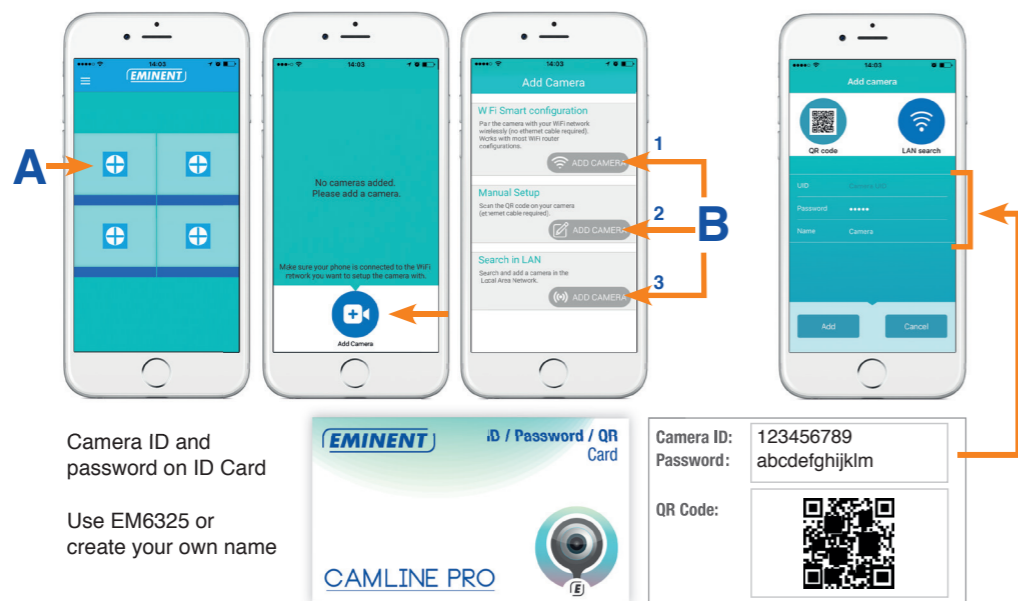 14:03
EMINENT
A
14:03
No cameras added.
Please add a camera.
Make sure your phone is connected to the WiFi
network you want to setup the camera with.
Add Camera
14:03
Add Camera
WiFi Smart configuration
Pair the camera with your WiFi network
wirelessly (no ethernet cable required).
Works with most WiFi router
configurations.
ADD CAMERA
1
Manual Setup
Scan the QR code on your camera
(ethernet cable required).
ADD CAMERA
2
Search in LAN
Search and add a camera in the
Local Area Network.
ADD CAMERA
3
B
14:03
Add camera
QR code
LAN search
UID Camera UID
Password •••••
Name Camera
Add Cancel
Camera ID and
password on ID Card
Use EM6325 or
create your own name
EMINENT
ID / Password / QR
Card
CAMLINE PRO
E
Camera ID: 123456789
Password: abcdefghijklm
QR Code: